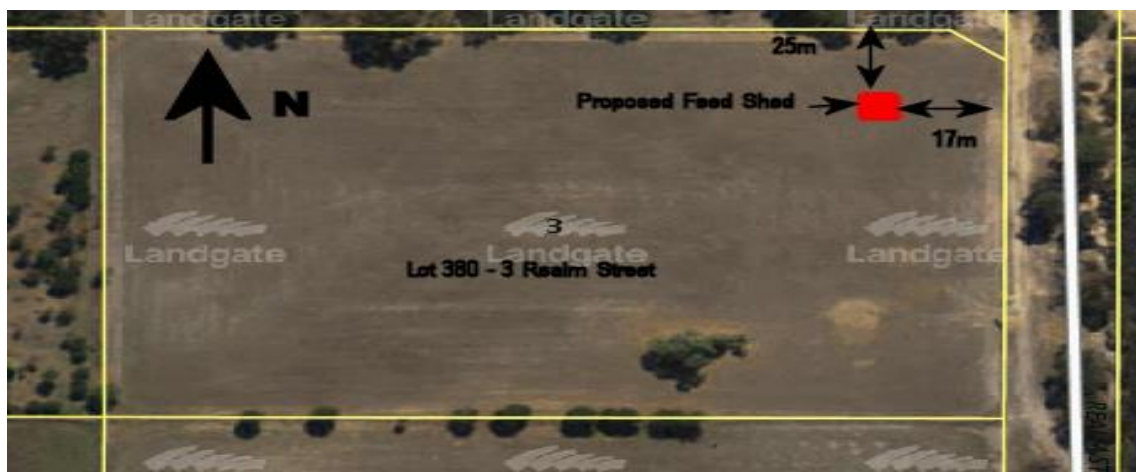 Landgate
Landgate
Landgate
25m
N
Proposed Feed Shed
17m
3
Landgate
Landgate
Landgate
Lot 380 - 3 Realm Street